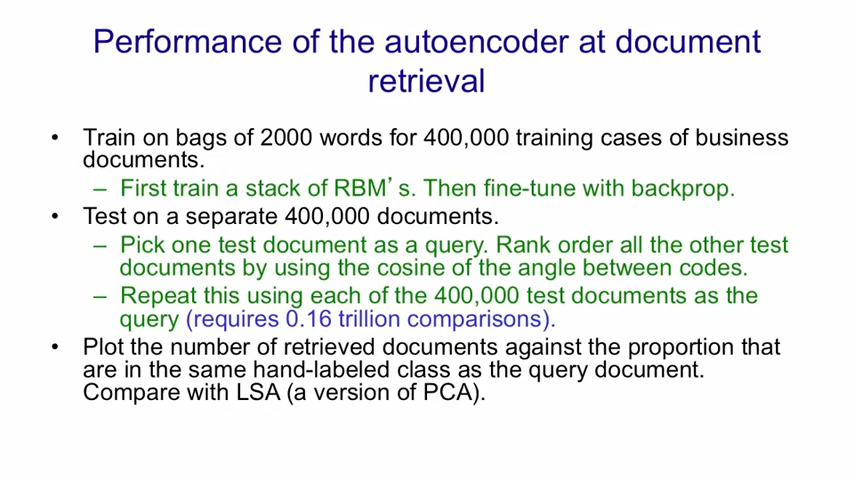 Performance of the autoencoder at document
retrieval
• Train on bags of 2000 words for 400,000 training cases of business
documents.
– First train a stack of RBM’s. Then fine-tune with backprop.
• Test on a separate 400,000 documents.
– Pick one test document as a query. Rank order all the other test
documents by using the cosine of the angle between codes.
– Repeat this using each of the 400,000 test documents as the
query (requires 0.16 trillion comparisons).
• Plot the number of retrieved documents against the proportion that
are in the same hand-labeled class as the query document.
Compare with LSA (a version of PCA).